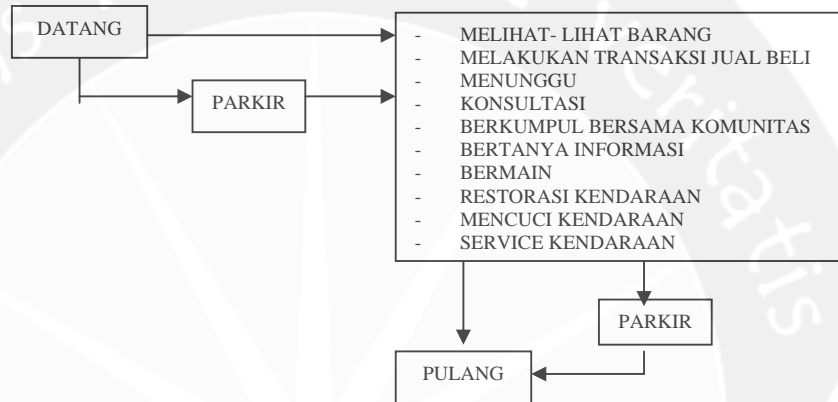 DATANG
PARKIR
- MELIHAT- LIHAT BARANG
- MELAKUKAN TRANSAKSI JUAL BELI
- MENUNGGU
- KONSULTASI
- BERKUMPUL BERSAMA KOMUNITAS
- BERTANYA INFORMASI
- BERMAIN
- RESTORASI KENDARAAN
- MENCUCI KENDARAAN
- SERVICE KENDARAAN
PARKIR
PULANG
veritatis